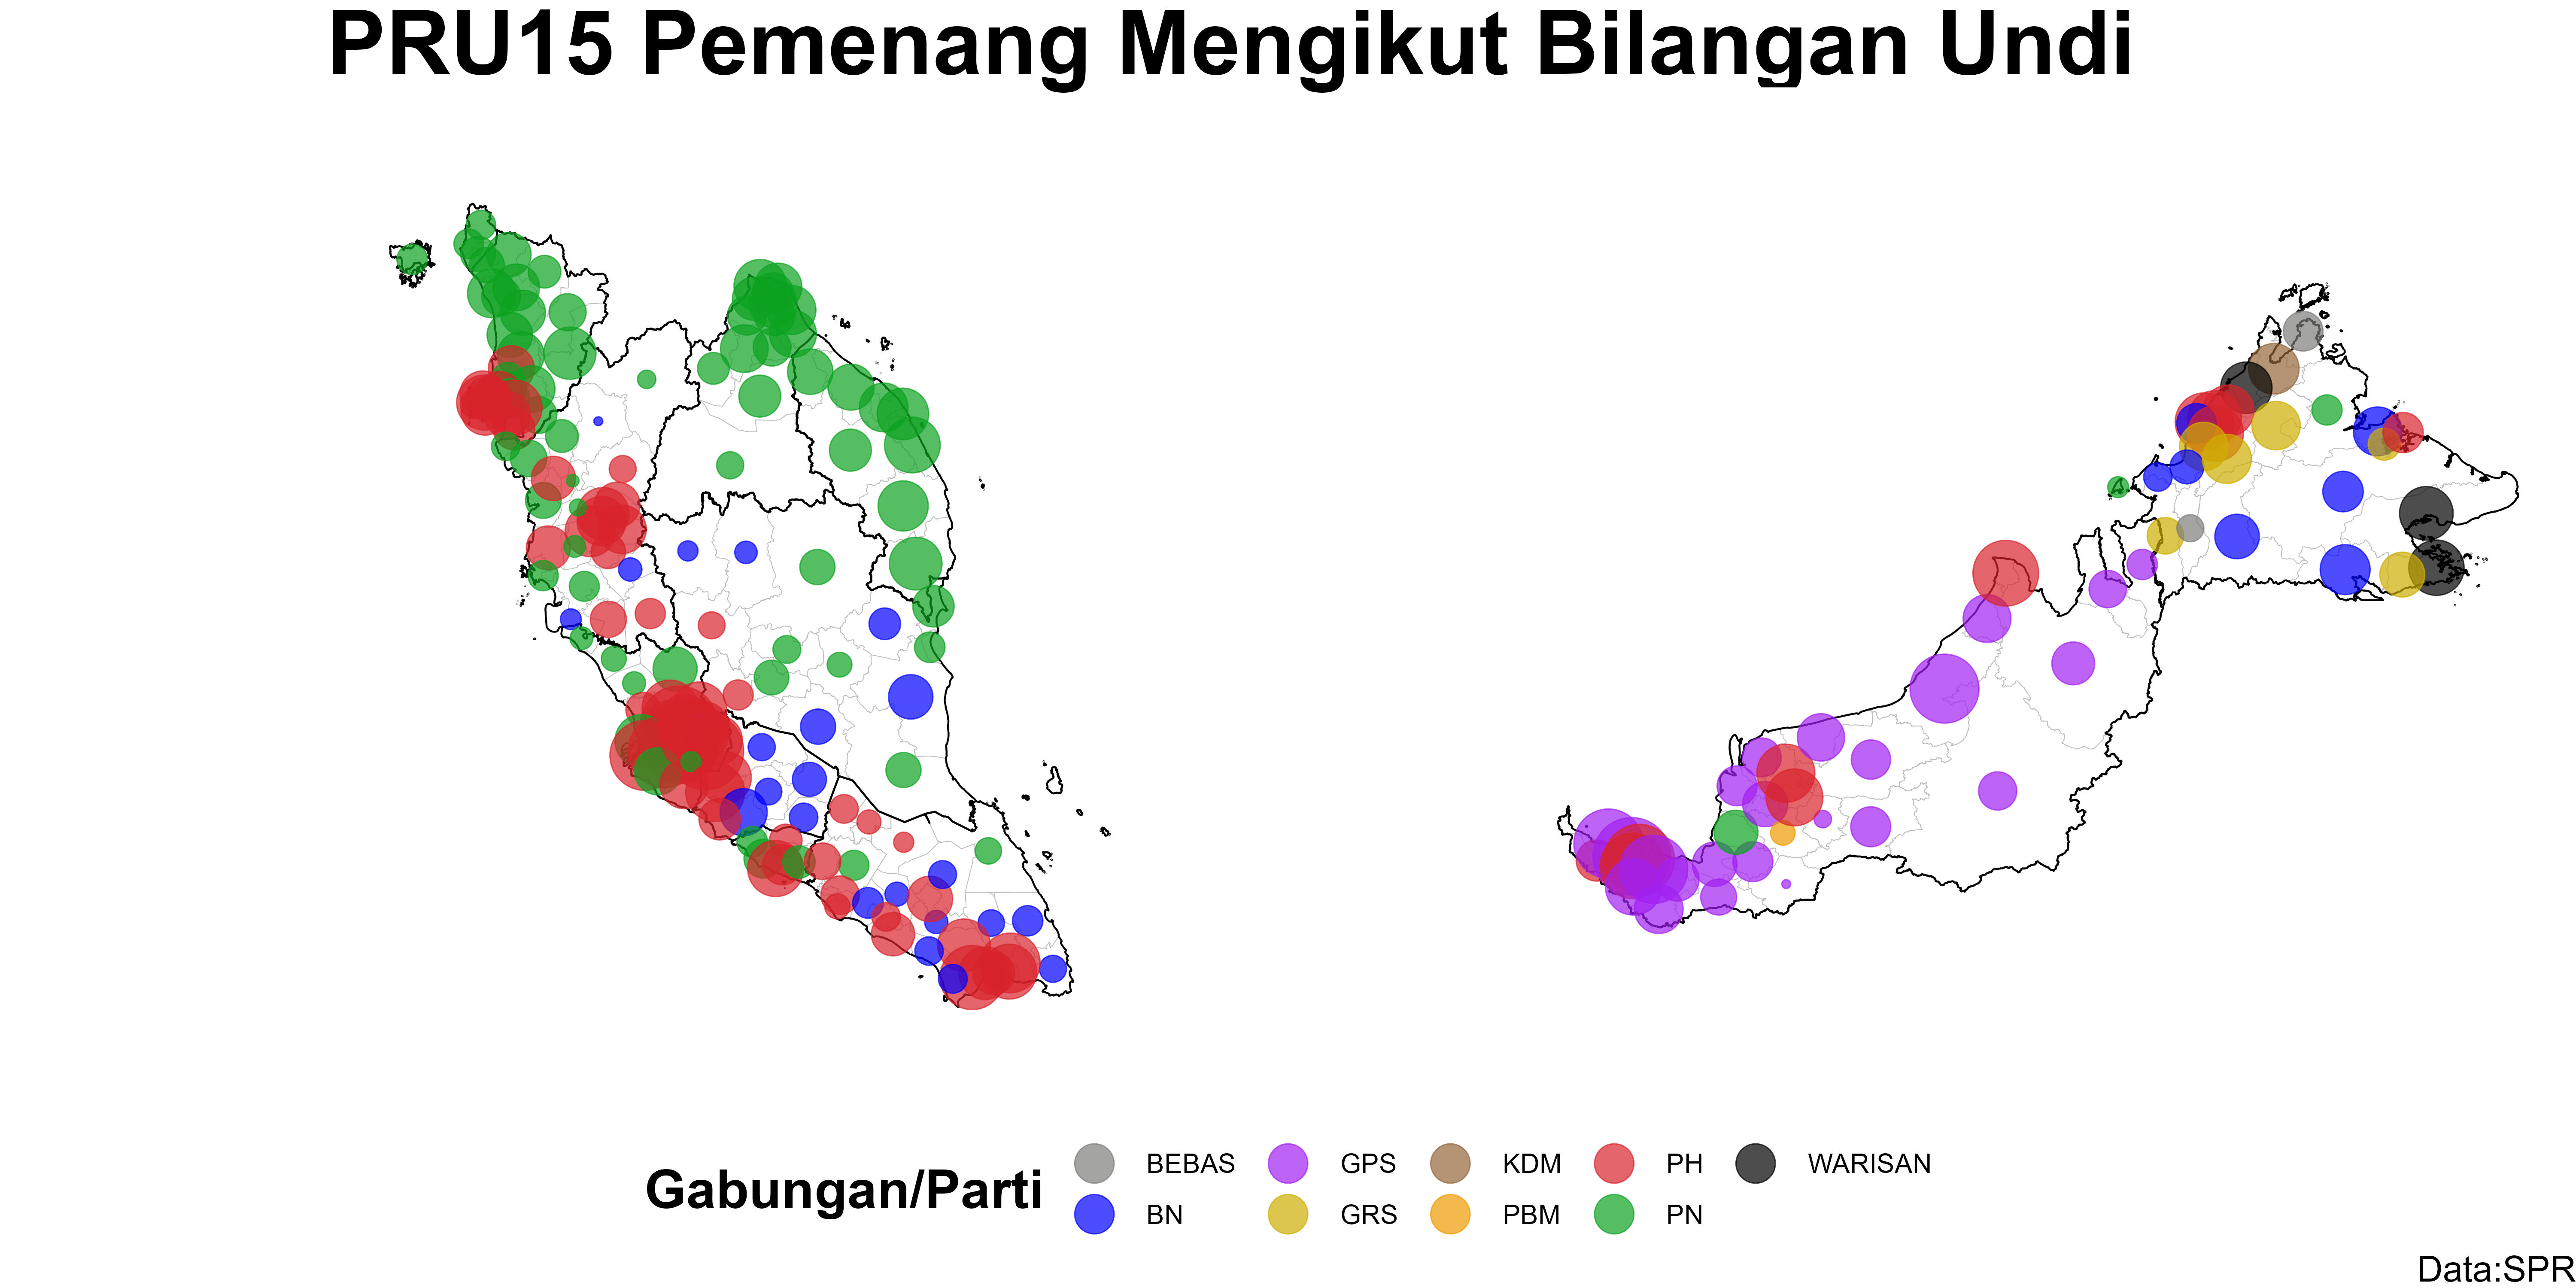 PRU15 Pemenang Mengikut Bilangan Undi
Gabungan/Parti
BEBAS GPS KDM PH WARISAN
BN GRS PBM PN
Data:SPR